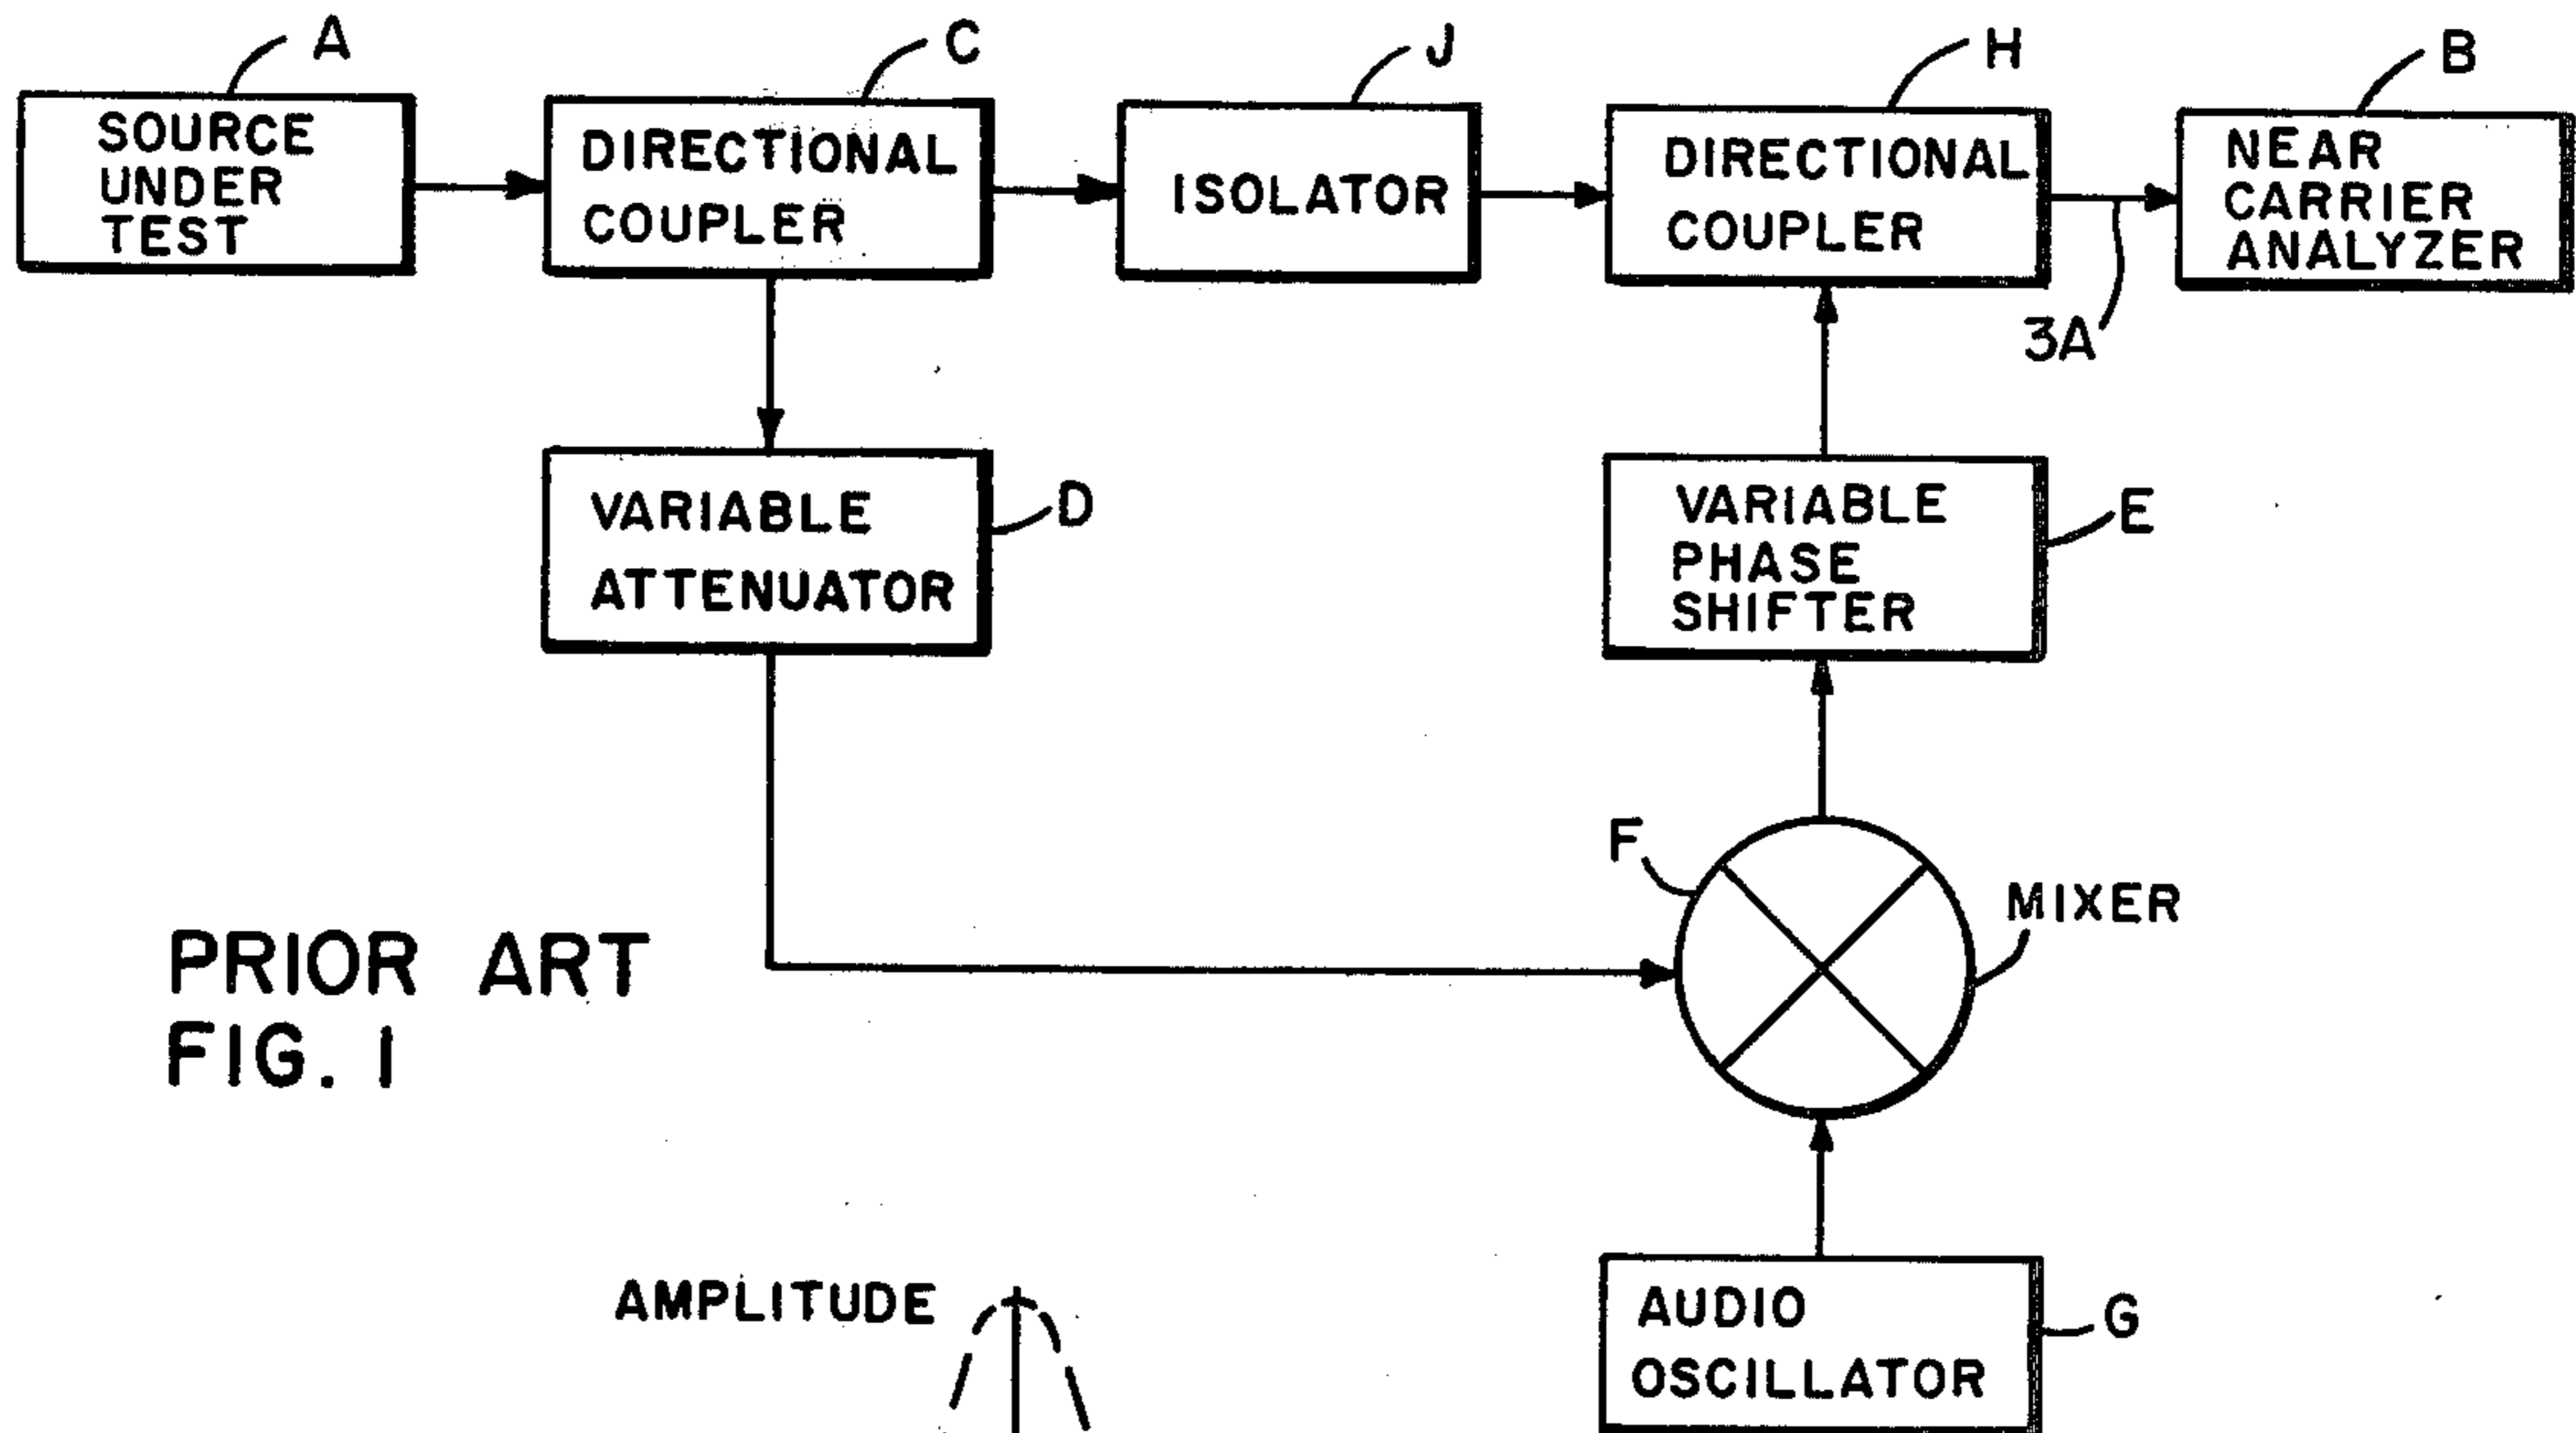 A
C
J
H
B
SOURCE
UNDER
TEST
DIRECTIONAL
COUPLER
ISOLATOR
DIRECTIONAL
COUPLER
NEAR
CARRIER
ANALYZER
3A
VARIABLE
ATTENUATOR
D
VARIABLE
PHASE
SHIFTER
E
F
MIXER
PRIOR ART
FIG. 1
AMPLITUDE
AUDIO
OSCILLATOR
G